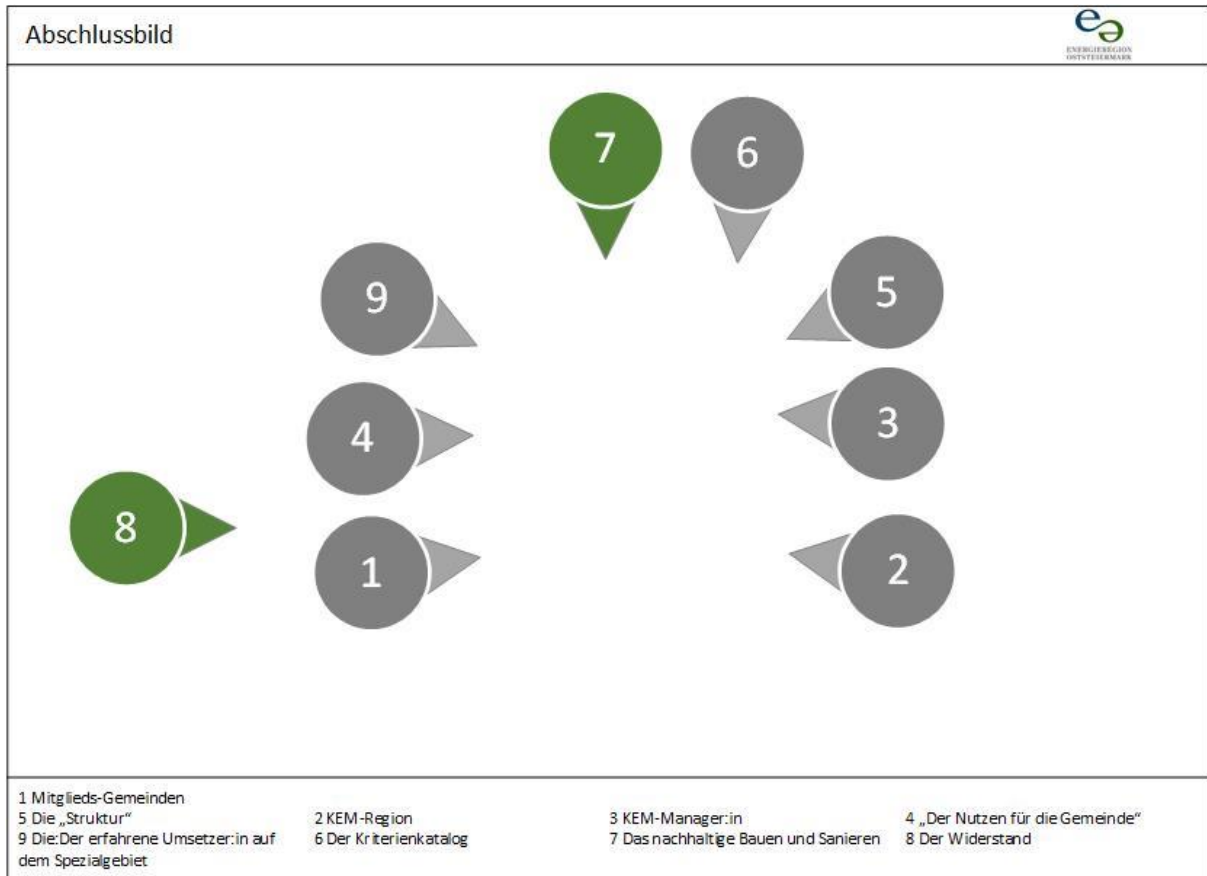 Abschlussbild
ENERGIEREGION
OSTSTEIERMARK
7
6
9
5
4
3
8
1
2
1 Mitglieds-Gemeinden
5 Die „Struktur“
2 KEM-Region
3 KEM-Manager:in
4 „Der Nutzen für die Gemeinde“
9 Die:Der erfahrene Umsetzer:in auf
dem Spezialgebiet
6 Der Kriterienkatalog
7 Das nachhaltige Bauen und Sanieren
8 Der Widerstand